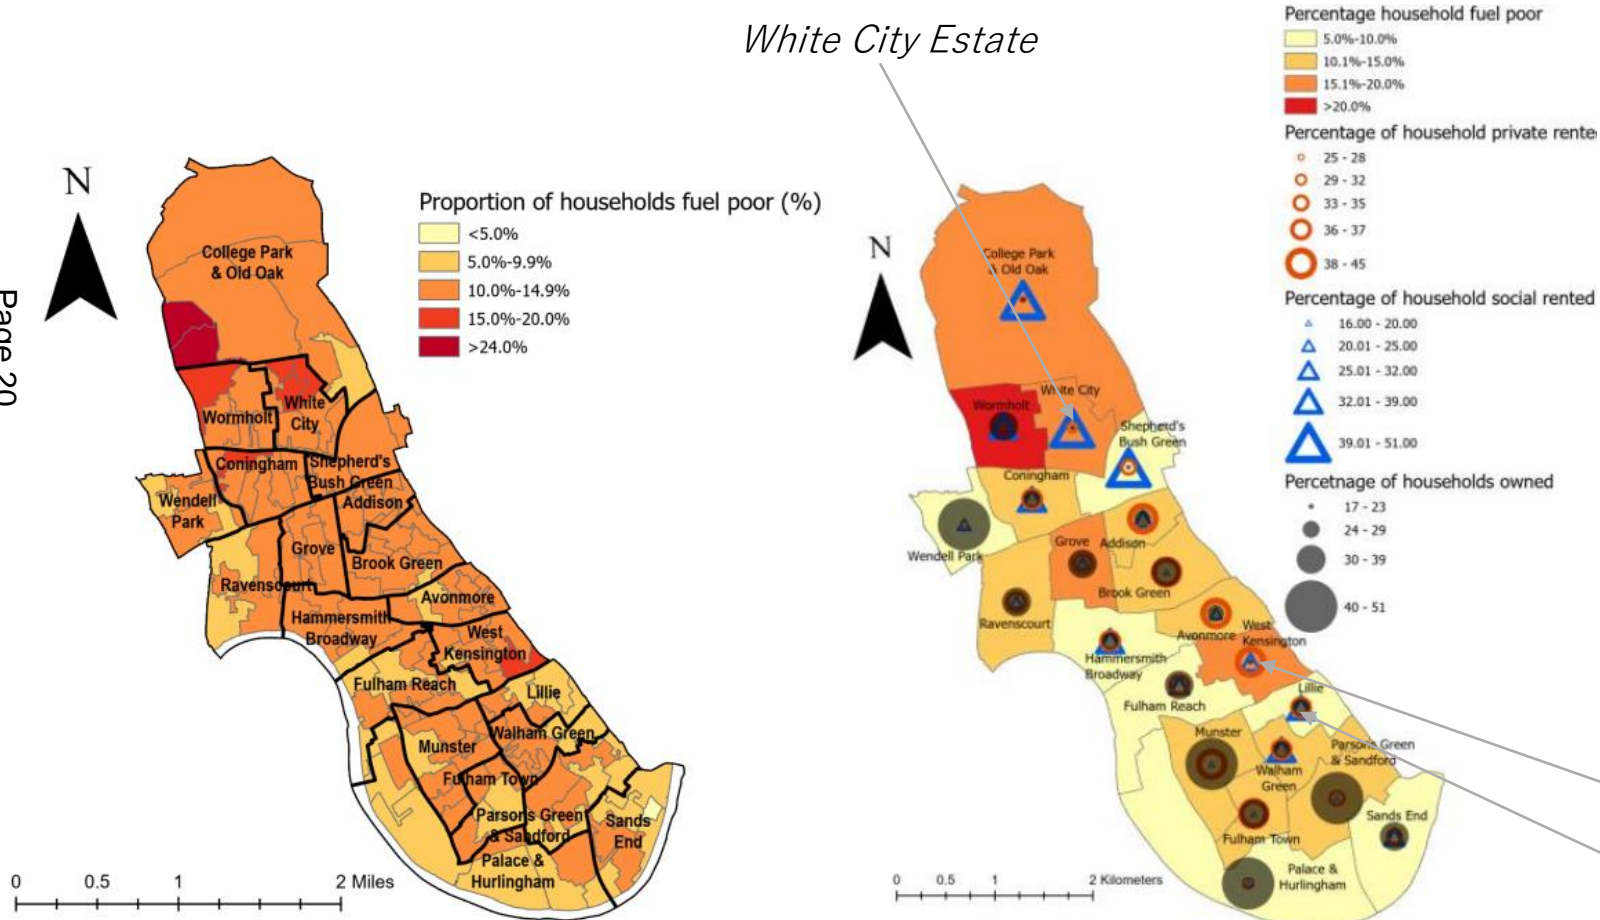 White City Estate
Page 20
N
Proportion of households fuel poor (%)
<5.0%
5.0%-9.9%
10.0%-14.9%
15.0%-20.0%
>24.0%
College Park
& Old Oak
Wormholt
White
City
Coningham
Shepherd's
Bush Green
Wendell
Park
Addison
Grove
Brook Green
Ravenscourt
Avonmore
Hammersmith
Broadway
West
Kensington
Fulham Reach
Lillie
Walham Green
Munster
Fulham Town
Parsons Green
& Sandford
Sands
End
Palace &
Hurlingham
0 0.5 1 2 Miles
Percentage household fuel poor
5.0%-10.0%
10.1%-15.0%
15.1%-20.0%
>20.0%
Percentage of household private rente
25 - 28
29 - 32
33 - 35
36 - 37
38 - 45
Percentage of household social rented
16.00 - 20.00
20.01 - 25.00
25.01 - 32.00
32.01 - 39.00
39.01 - 51.00
Percetnage of households owned
17 - 23
24 - 29
30 - 39
40 - 51
N
College Park
& Old Oak
White City
Wormholt
Shepherd's
Bush Green
Coningham
Wendell Park
Grove
Addison
Brook Green
Ravenscourt
Avonmore
West
Kensington
Hammersmith
Broadway
Lillie
Fulham Reach
Munster
Parsons Green
& Sandford
Walham
Green
Sands End
Fulham Town
Palace &
Hurlingham
0 0.5 1 2 Kilometers